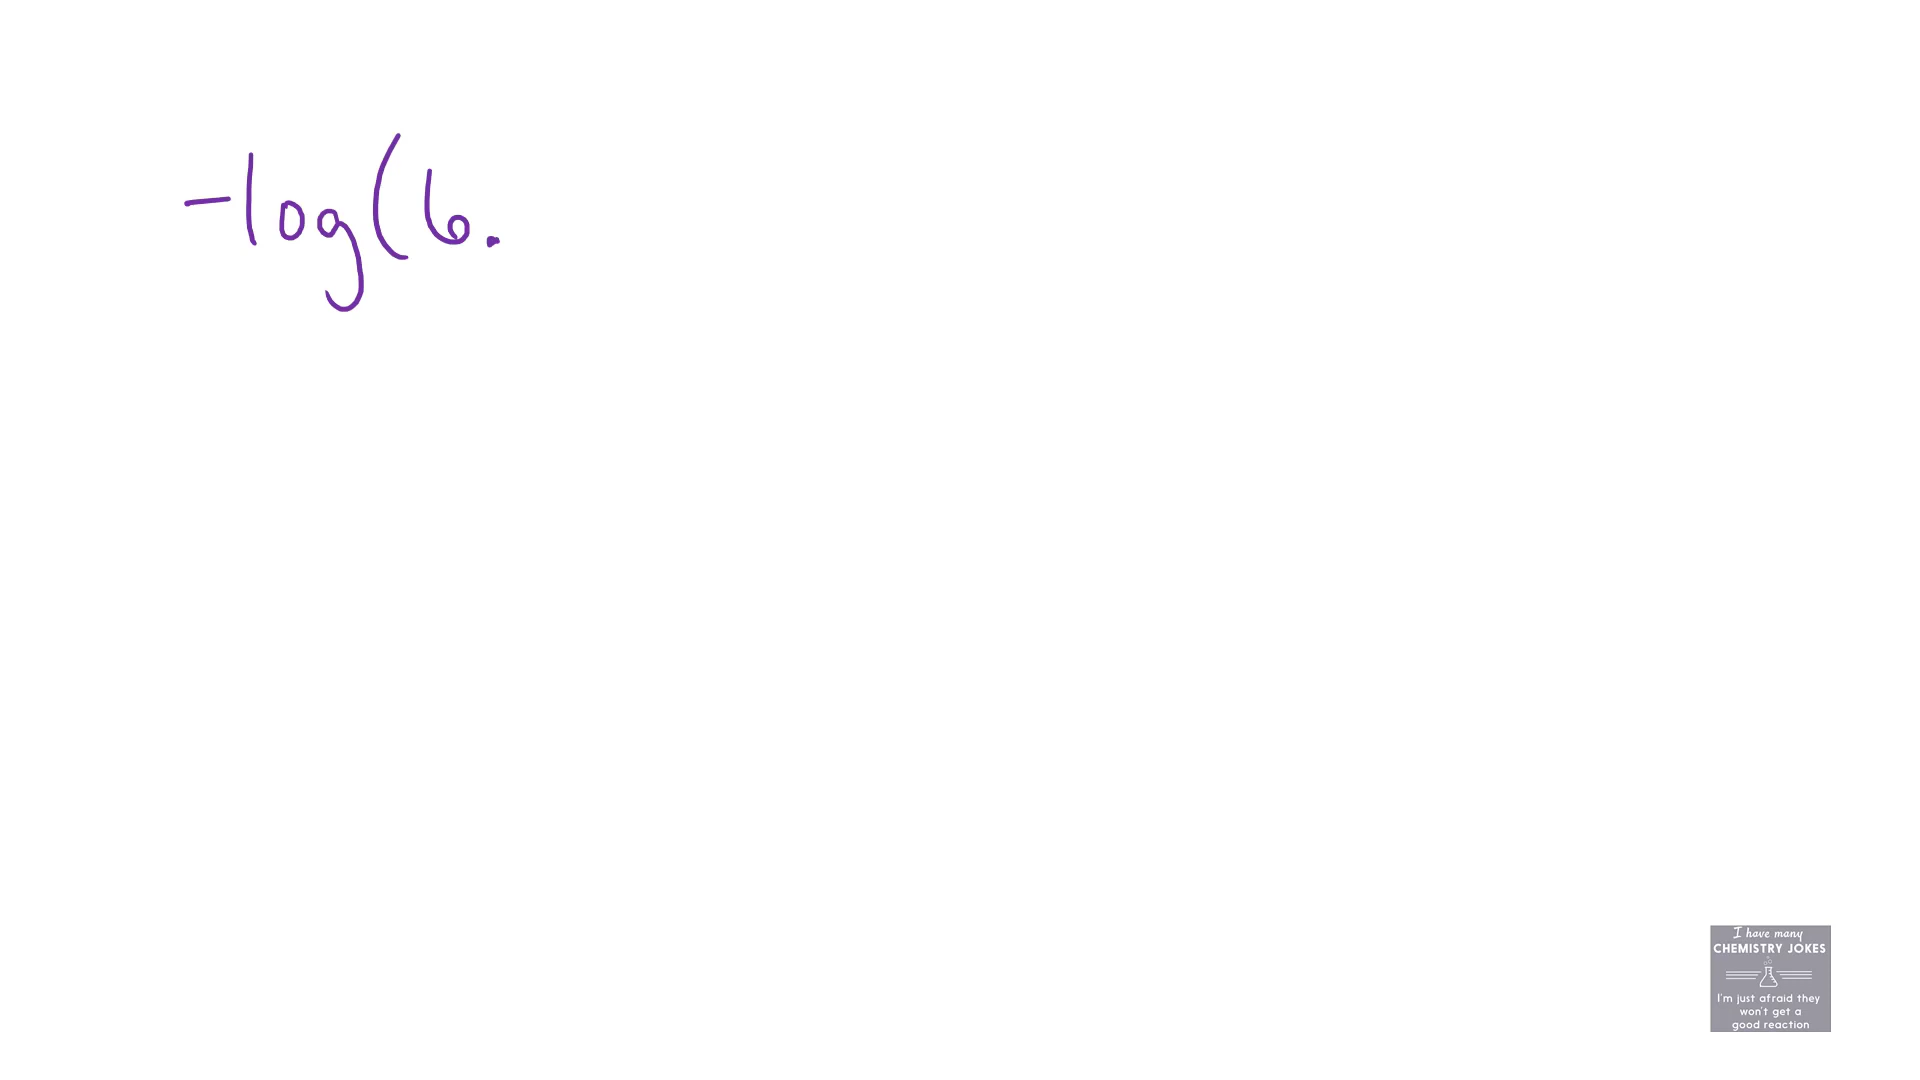 -log(6.
I have many
CHEMISTRY JOKES
I'm just afraid they
won't get a
good reaction